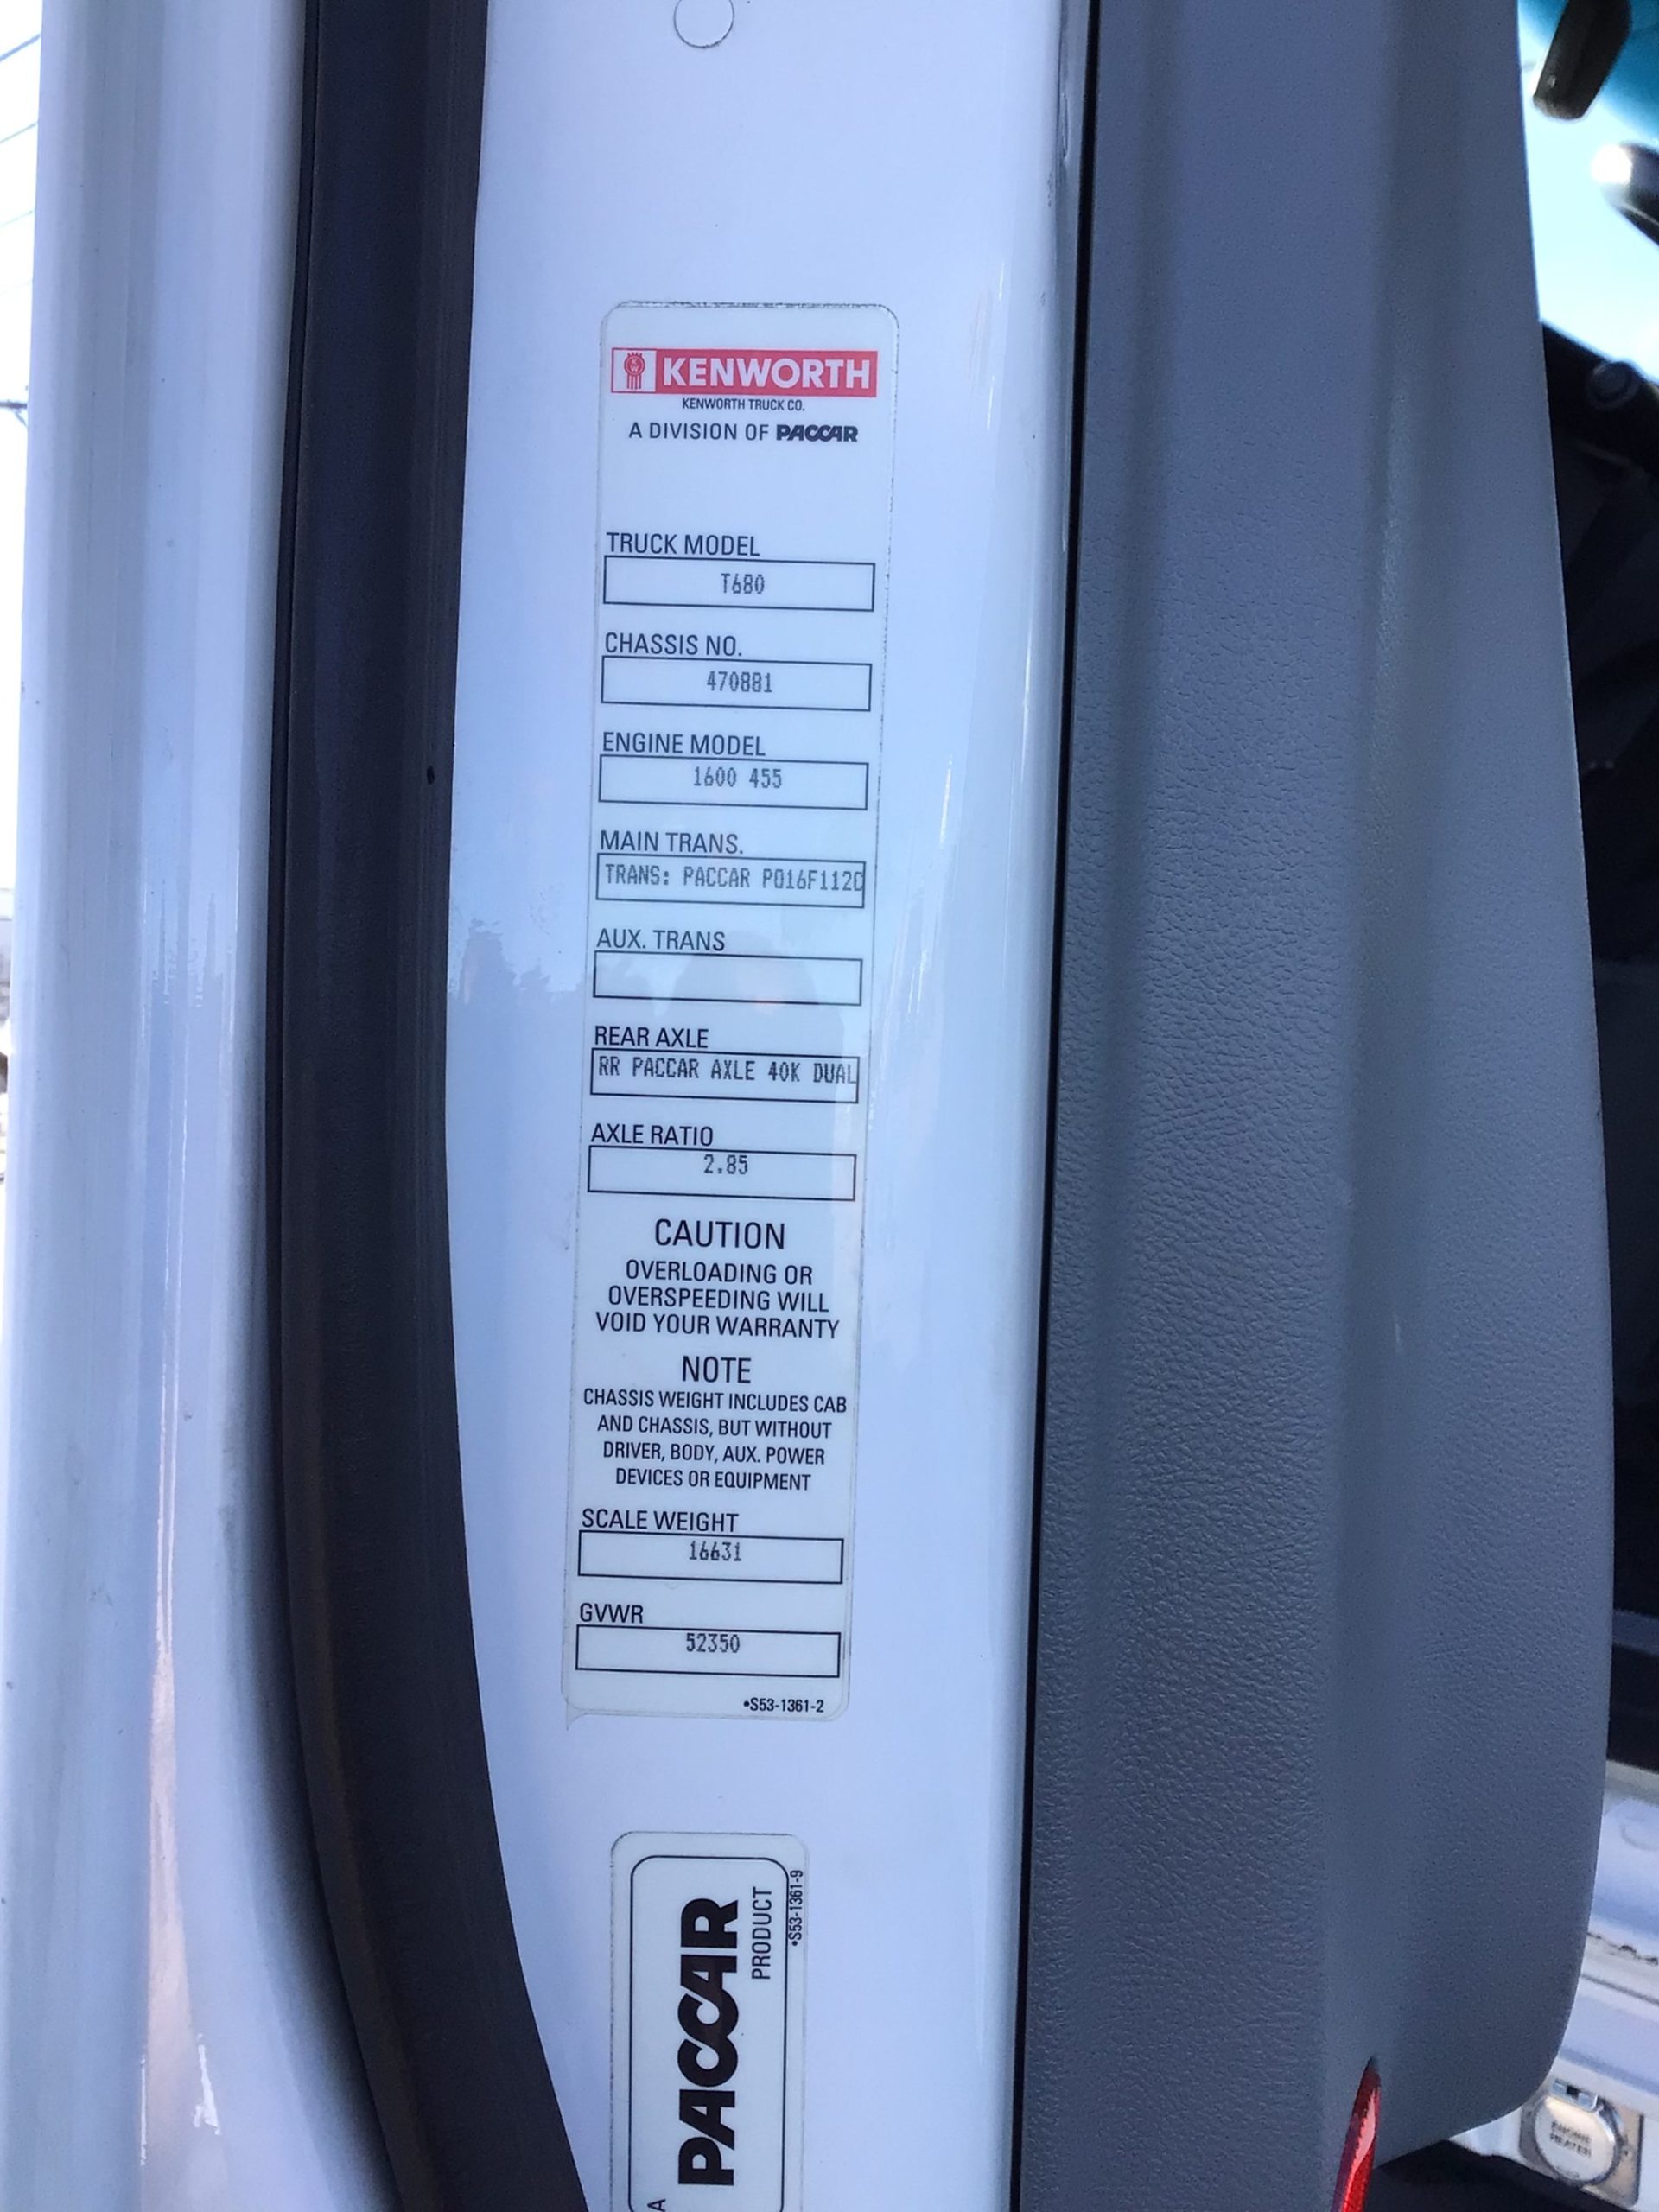 KENWORTH
KENWORTH TRUCK CO.
A DIVISION OF PACCAR
TRUCK MODEL
T680
CHASSIS NO.
470881
ENGINE MODEL
1600 455
MAIN TRANS.
TRANS: PACCAR PO16F112C
AUX. TRANS
REAR AXLE
RR PACCAR AXLE 40K DUAL
AXLE RATIO
2.85
CAUTION
OVERLOADING OR
OVERSPEEDING WILL
VOID YOUR WARRANTY
NOTE
CHASSIS WEIGHT INCLUDES CAB
AND CHASSIS, BUT WITHOUT
DRIVER, BODY, AUX. POWER
DEVICES OR EQUIPMENT
SCALE WEIGHT
16631
GVWR
52350
•S53-1361-2
A
PACCAR
PRODUCT
•S53-1361-9
ENGINE
HEATER